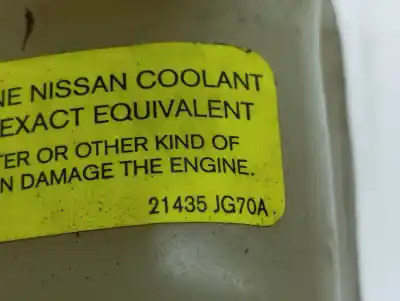 NE NISSAN COOLANT
EXACT EQUIVALENT
TER OR OTHER KIND OF
N DAMAGE THE ENGINE.
21435 JG70A